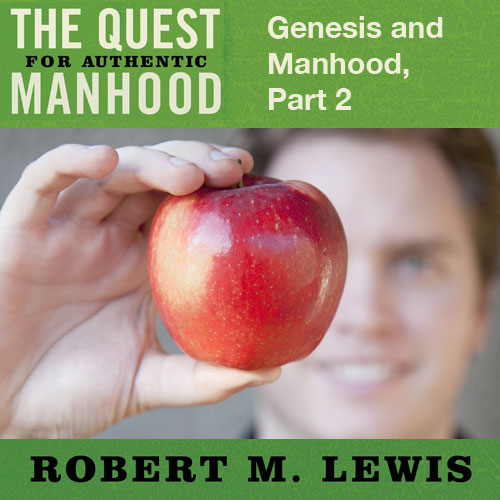 THE QUEST
FOR AUTHENTIC
MANHOOD
Genesis and
Manhood,
Part 2
ROBERT M. LEWIS